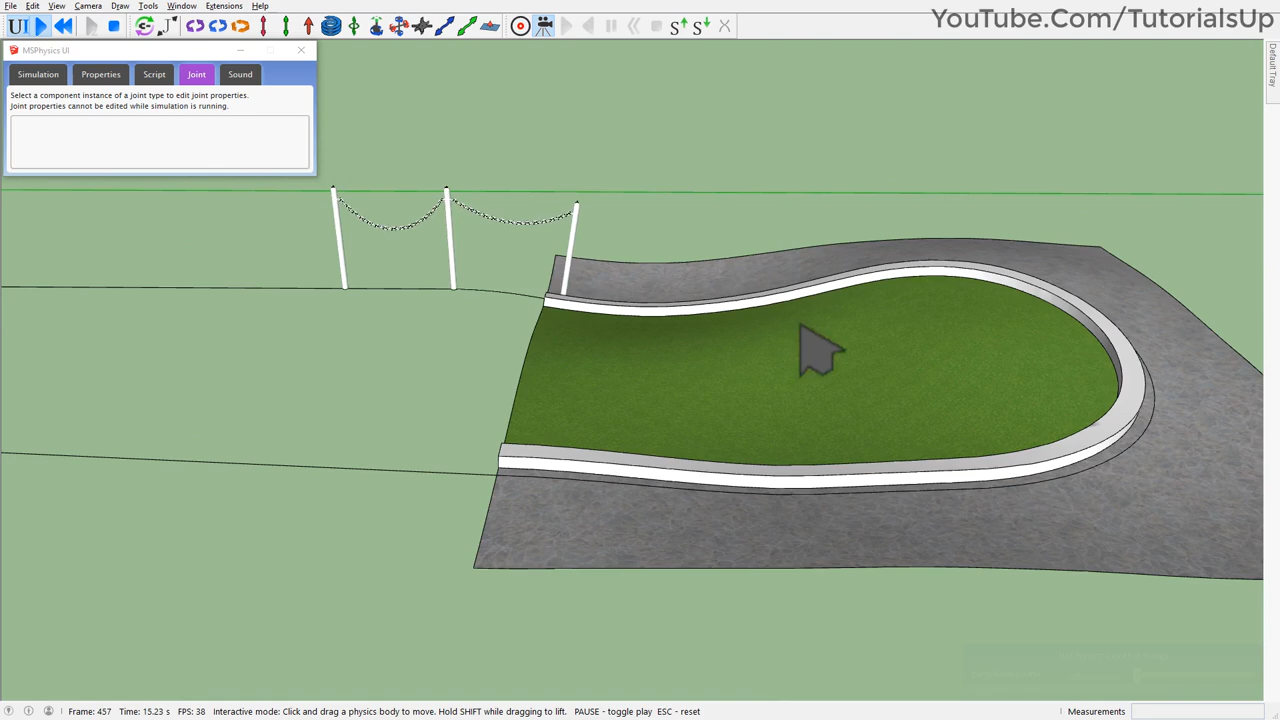 File Edit View Camera Draw Tools Window Extensions Help
YouTube.Com/TutorialsUp
UI
MSPhysics UI
Simulation Properties Script Joint Sound
Select a component instance of a joint type to edit joint properties.
Joint properties cannot be edited while simulation is running.
Default Tray
Frame: 457 Time: 15.23 s FPS: 38 Interactive mode: Click and drag a physics body to move. Hold SHIFT while dragging to lift. PAUSE - toggle play ESC - reset
Measurements